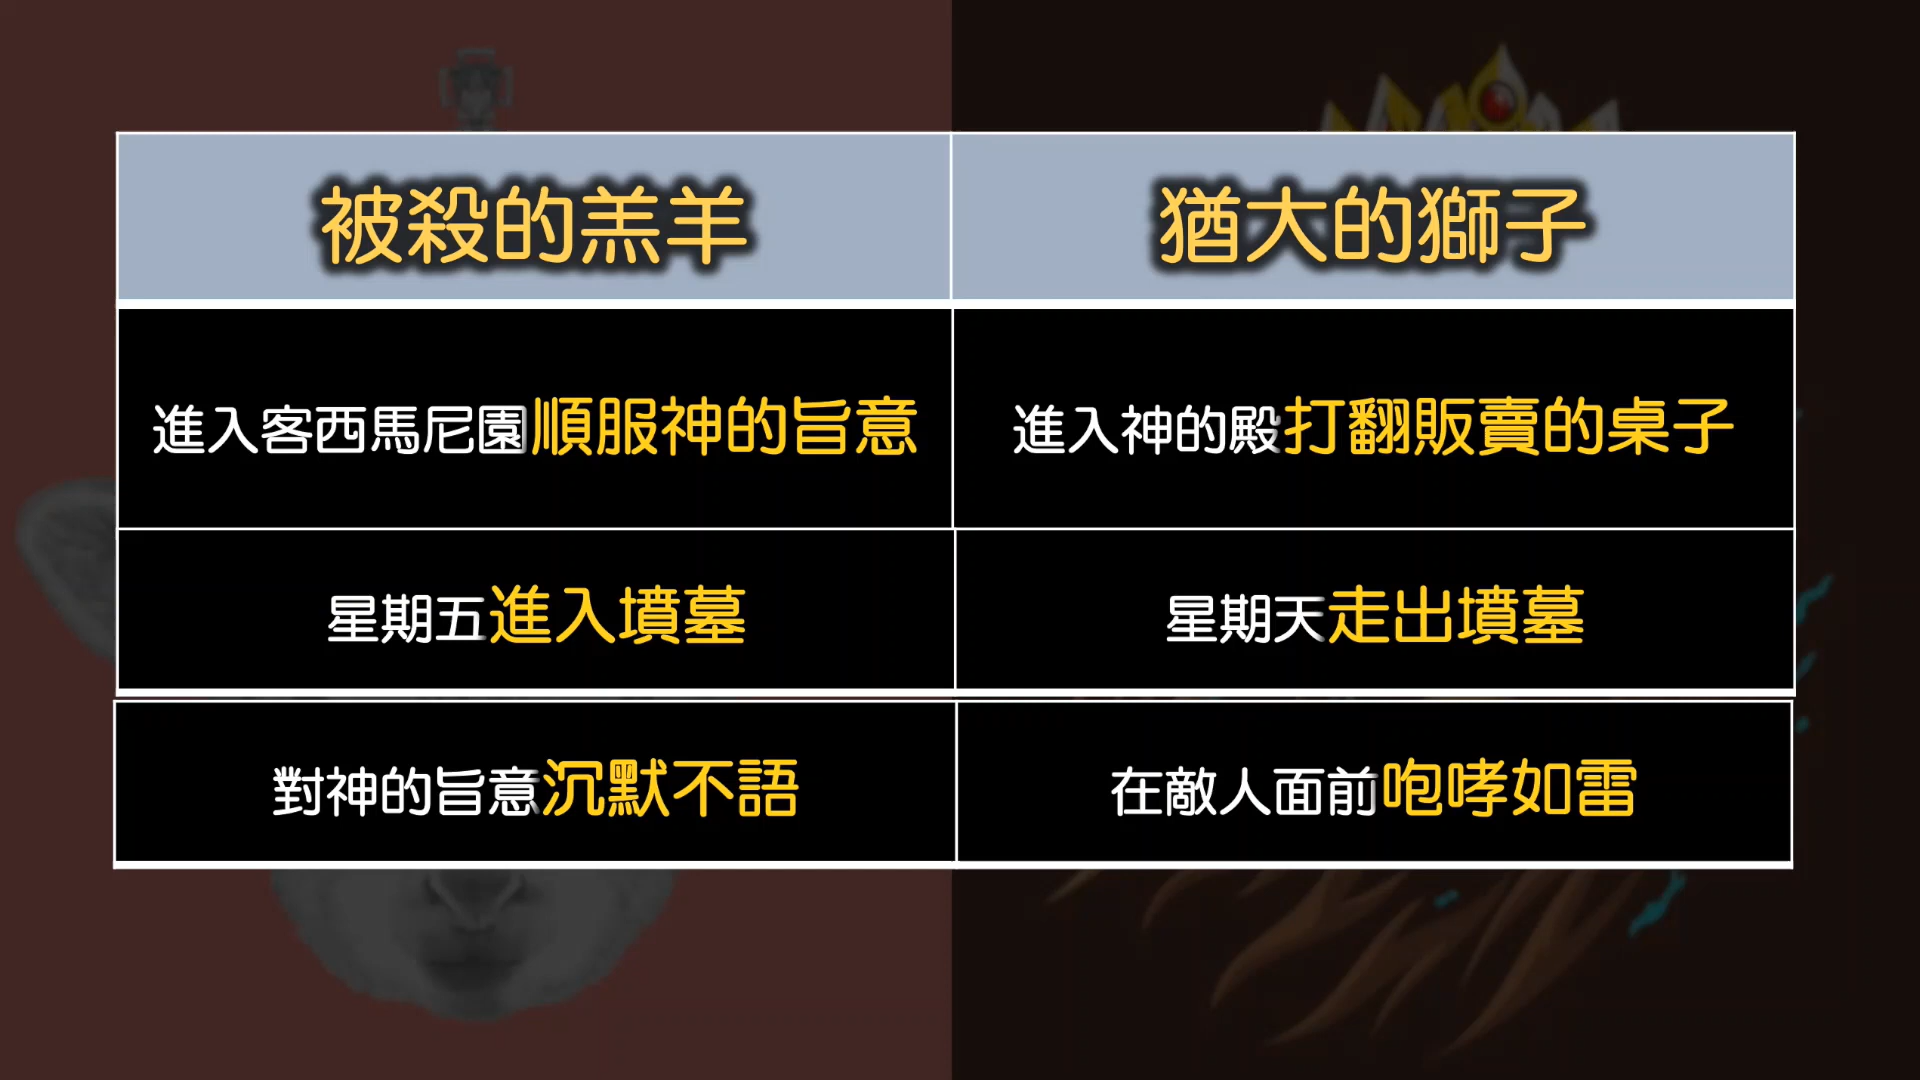 被殺的羔羊
猶大的獅子
進入客西馬尼園順服神的旨意
進入神的殿打翻販賣的桌子
星期五進入墳墓
星期天走出墳墓
對神的旨意沉默不語
在敵人面前咆哮如雷